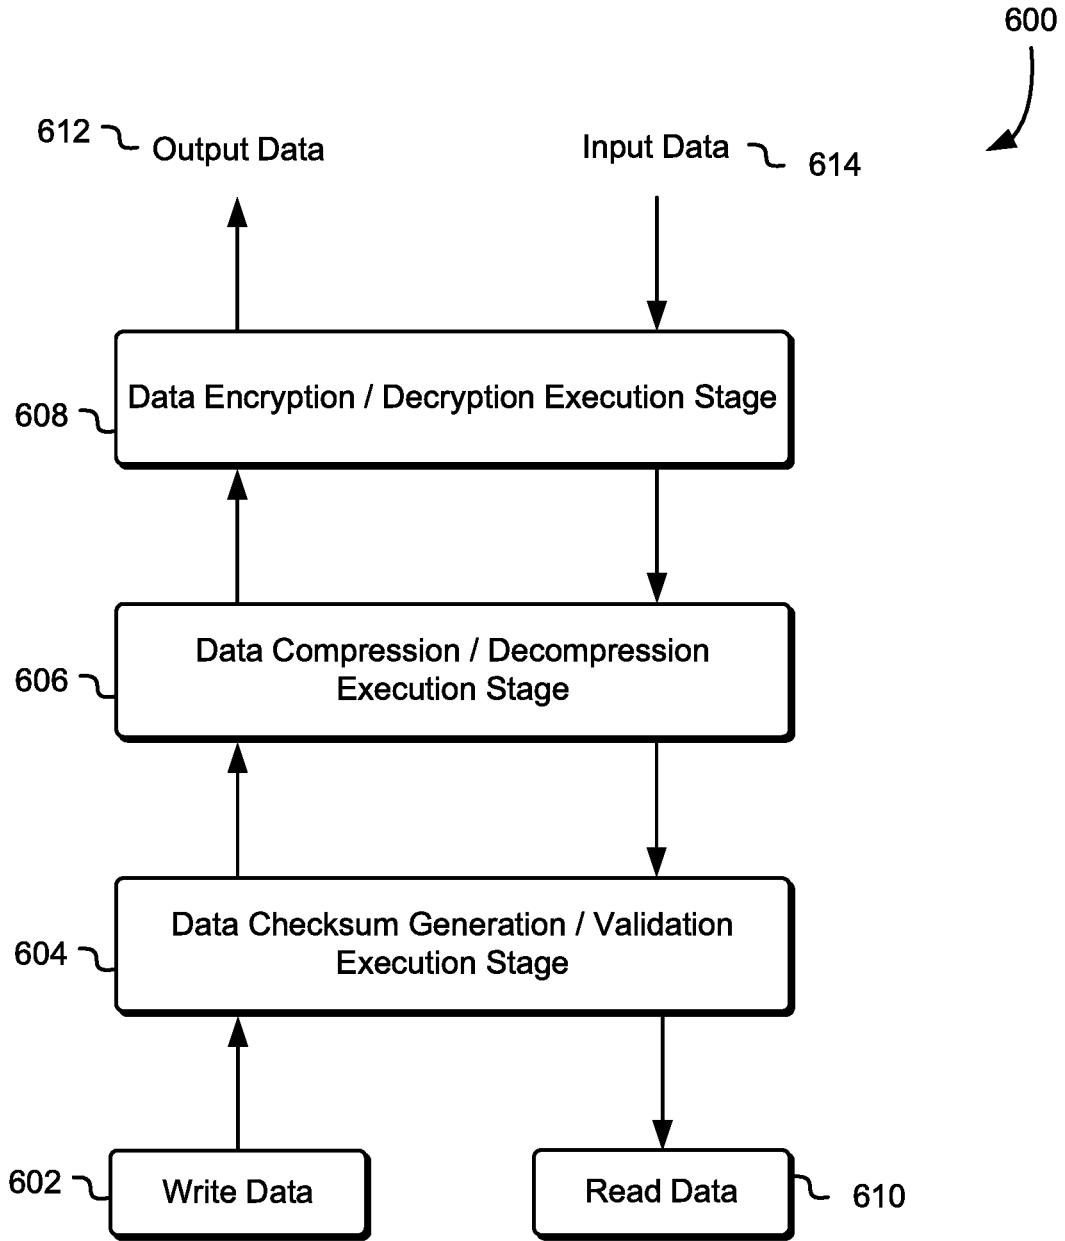 600
612 Output Data
Input Data 614
Data Encryption / Decryption Execution Stage
608
Data Compression / Decompression
Execution Stage
606
Data Checksum Generation / Validation
Execution Stage
604
602 Write Data
Read Data 610